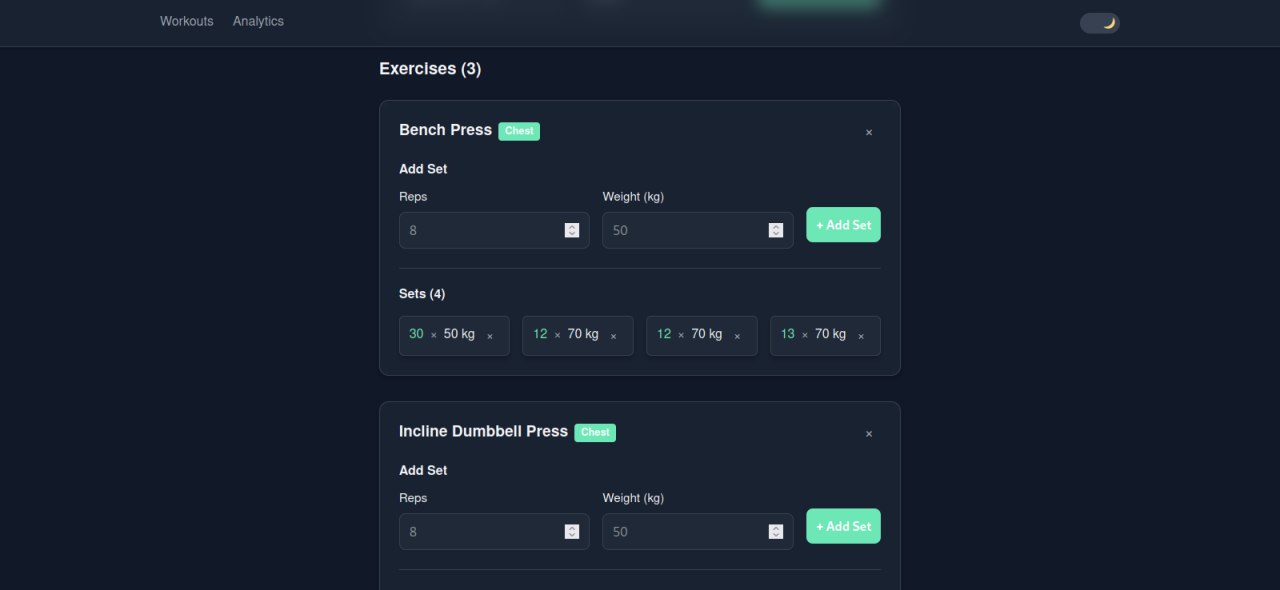 Workouts Analytics
Exercises (3)
Bench Press Chest ×
Add Set
Reps Weight (kg)
8 50 + Add Set
Sets (4)
30 × 50 kg × 12 × 70 kg × 12 × 70 kg × 13 × 70 kg ×
Incline Dumbbell Press Chest ×
Add Set
Reps Weight (kg)
8 50 + Add Set